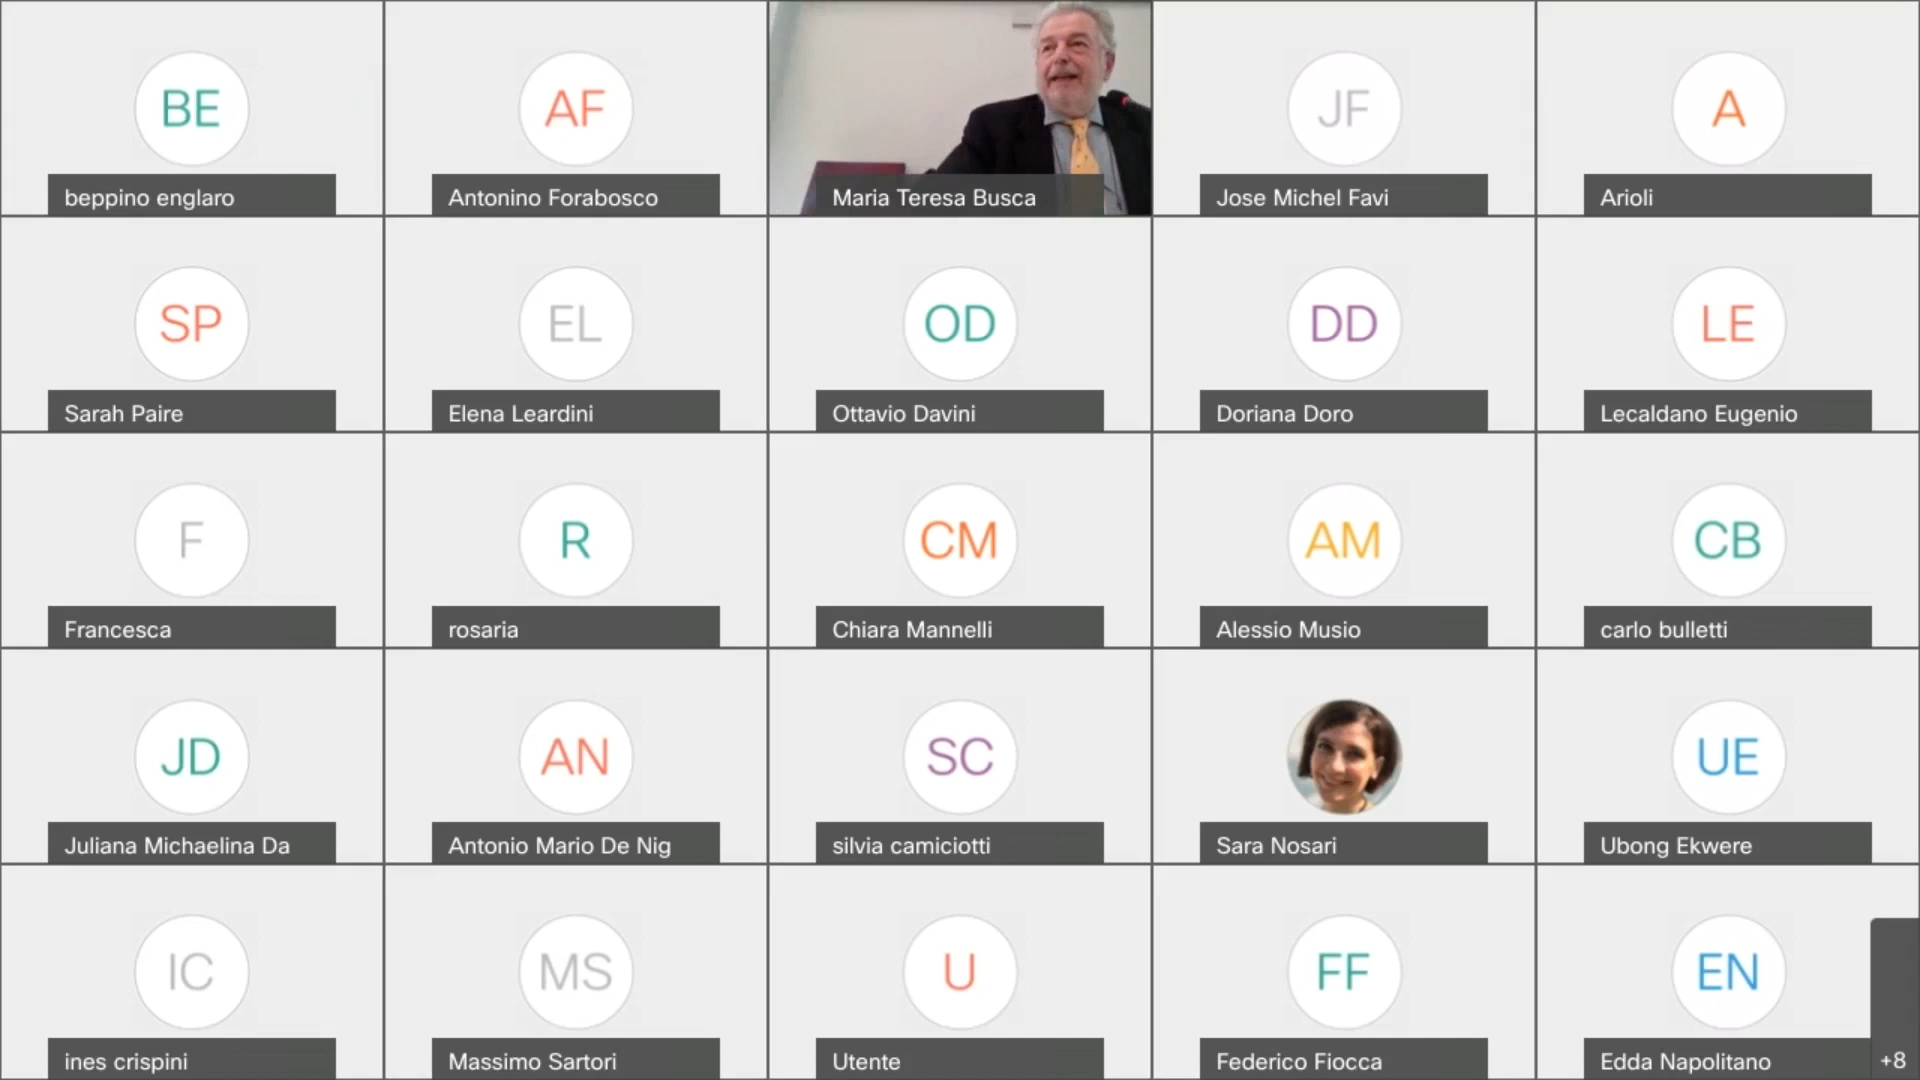 BE
beppino englaro
AF
Antonino Forabosco
Maria Teresa Busca
JF
Jose Michel Favi
A
Arioli
SP
Sarah Paire
EL
Elena Leardini
OD
Ottavio Davini
DD
Doriana Doro
LE
Lecaldano Eugenio
F
Francesca
R
rosaria
CM
Chiara Mannelli
AM
Alessio Musio
CB
carlo bulletti
JD
Juliana Michaelina Da
AN
Antonio Mario De Nig
SC
silvia camiciotti
Sara Nosari
UE
Ubong Ekwere
IC
ines crispini
MS
Massimo Sartori
U
Utente
FF
Federico Fiocca
EN
Edda Napolitano
+8